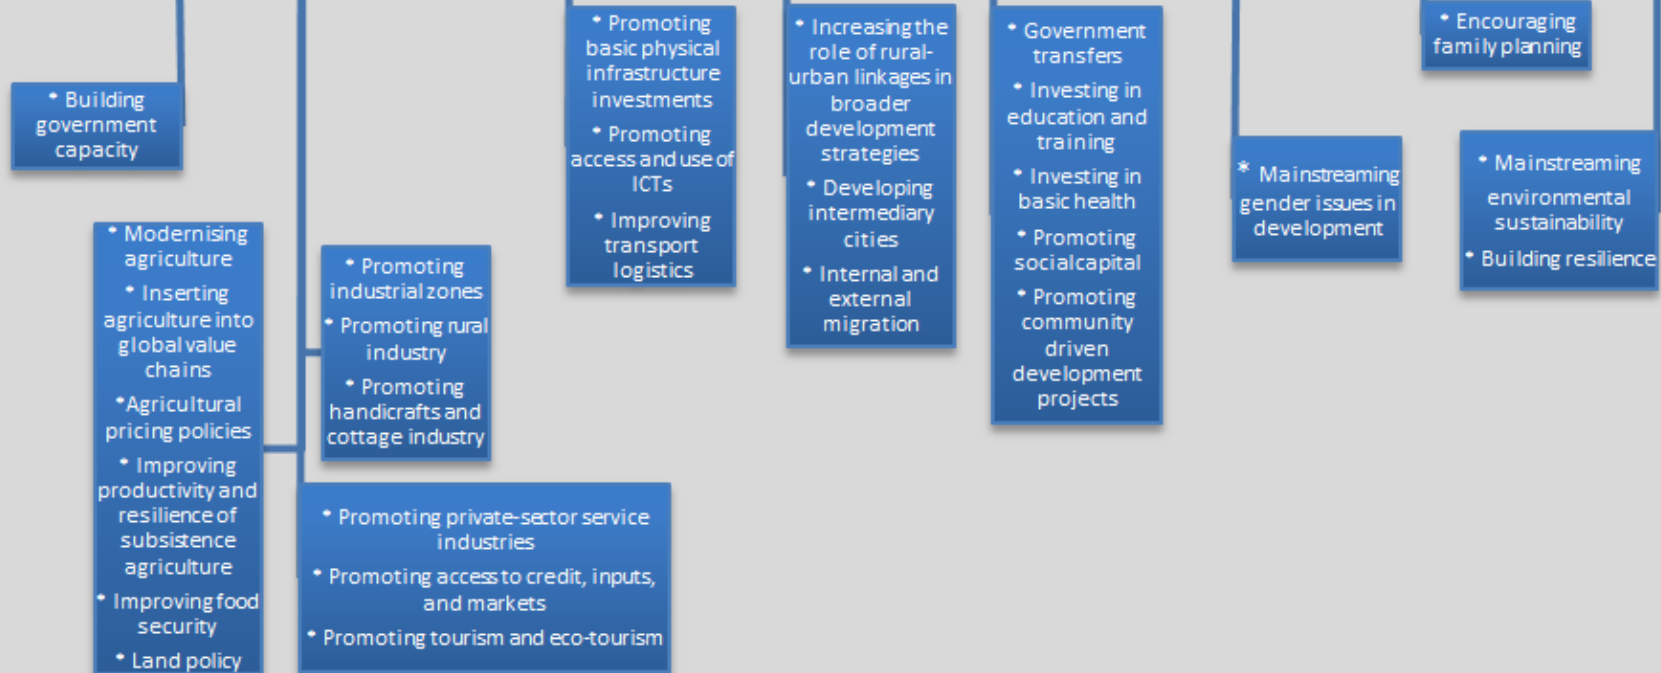 * Building
government
capacity
* Modernising
agriculture
* Inserting
agriculture into
global value
chains
*Agricultural
pricing policies
* Improving
productivity and
resilience of
subsistence
agriculture
* Improving food
security
* Land policy
* Promoting
industrial zones
* Promoting rural
industry
* Promoting
handicrafts and
cottage industry
* Promoting private-sector service
industries
* Promoting access to credit, inputs,
and markets
* Promoting tourism and eco-tourism
* Promoting
basic physical
infrastructure
investments
* Promoting
access and use of
ICTs
* Improving
transport
logistics
* Increasing the
role of rural-
urban linkages in
broader
development
strategies
* Developing
intermediary
cities
* Internal and
external
migration
* Government
transfers
* Investing in
education and
training
* Investing in
basic health
* Promoting
social capital
* Promoting
community
driven
development
projects
* Mainstreaming
gender issues in
development
* Encouraging
family planning
* Mainstreaming
environmental
sustainability
* Building resilience